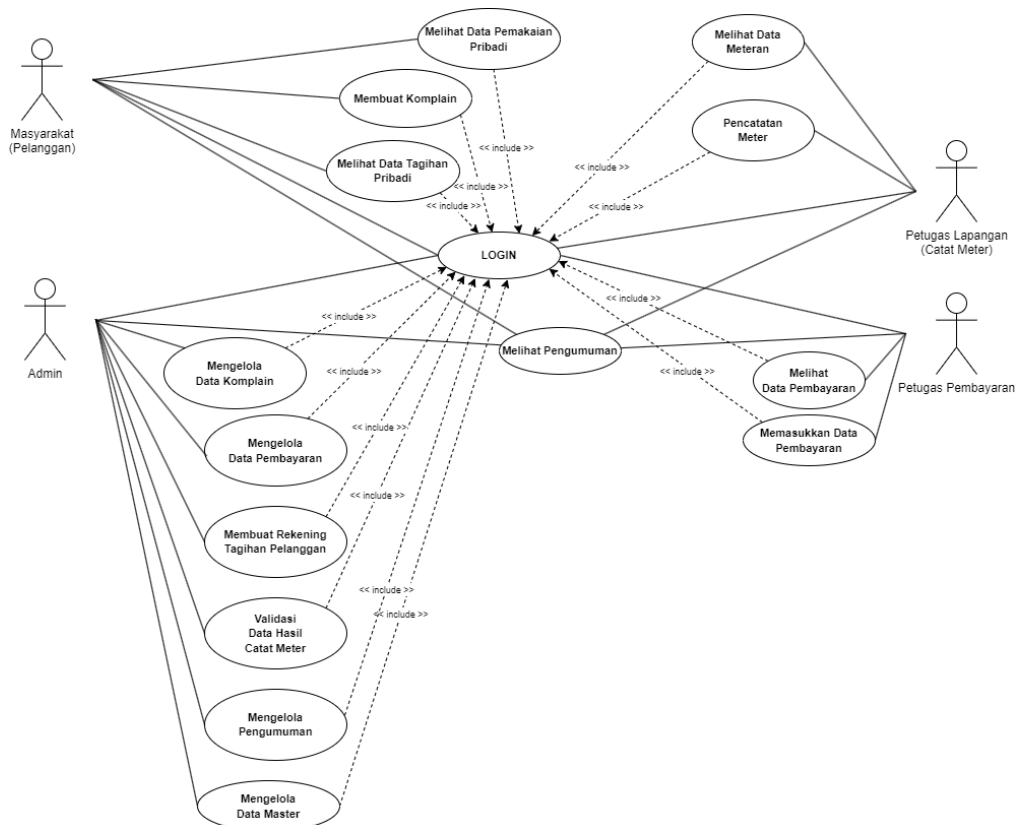 Melihat Data Pemakaian
Pribadi
Melihat Data
Meteran
Membuat Komplain
Masyarakat
(Pelanggan)
Pencatatan
Meter
<< include >>
Melihat Data Tagihan
Pribadi
<< include >>
<< include >>
<< include >>
<< include >>
Petugas Lapangan
(Catat Meter)
LOGIN
<< include >>
<< include >>
Melihat Pengumuman
Admin
Mengelola
Data Komplain
<< include >>
<< include >>
Melihat
Data Pembayaran
Petugas Pembayaran
Mengelola
Data Pembayaran
<< include >>
Memasukkan Data
Pembayaran
<< include >>
Membuat Rekening
Tagihan Pelanggan
<< include >>
<< include >>
Validasi
Data Hasil
Catat Meter
Mengelola
Pengumuman
Mengelola
Data Master